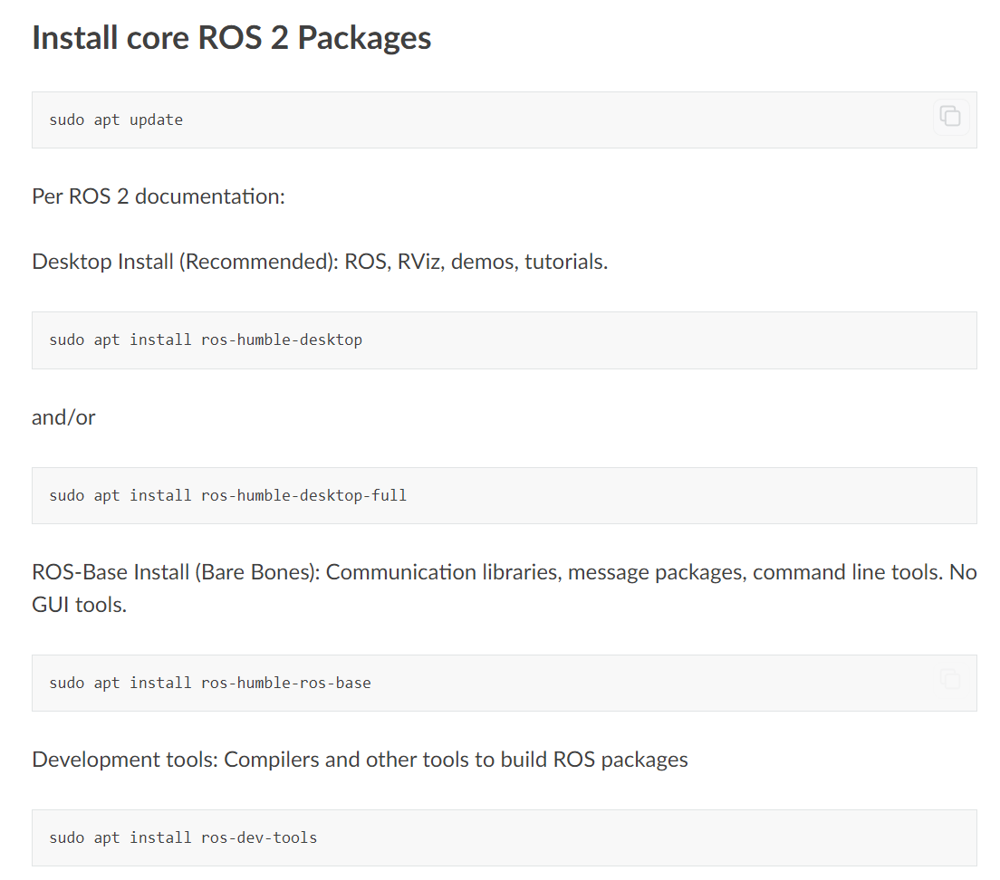 Install core ROS 2 Packages
sudo apt update
Per ROS 2 documentation:
Desktop Install (Recommended): ROS, RViz, demos, tutorials.
sudo apt install ros-humble-desktop
and/or
sudo apt install ros-humble-desktop-full
ROS-Base Install (Bare Bones): Communication libraries, message packages, command line tools. No
GUI tools.
sudo apt install ros-humble-ros-base
Development tools: Compilers and other tools to build ROS packages
sudo apt install ros-dev-tools